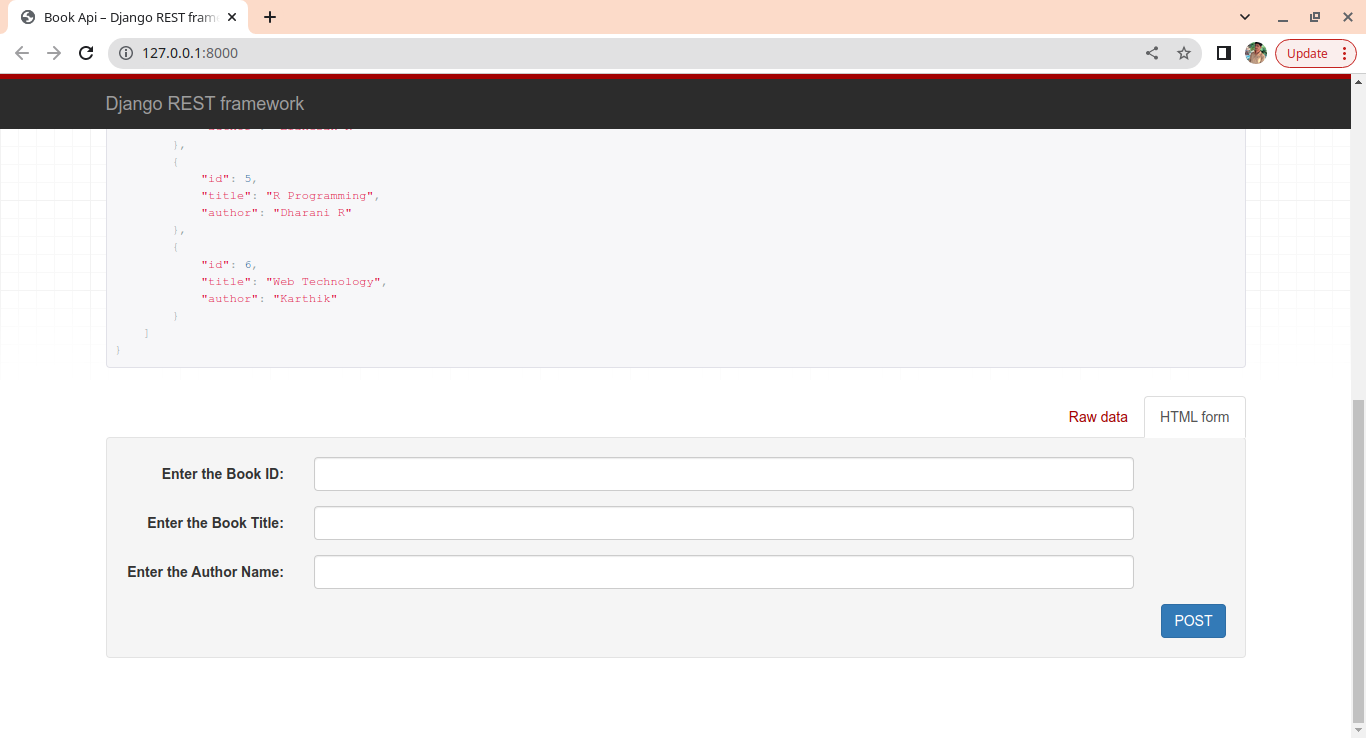 Book Api – Django REST fram
127.0.0.1:8000
Update
Django REST framework
},
{
"id": 5,
"title": "R Programming",
"author": "Dharani R"
},
{
"id": 6,
"title": "Web Technology",
"author": "Karthik"
}
]
}
Raw data
HTML form
Enter the Book ID:
Enter the Book Title:
Enter the Author Name:
POST